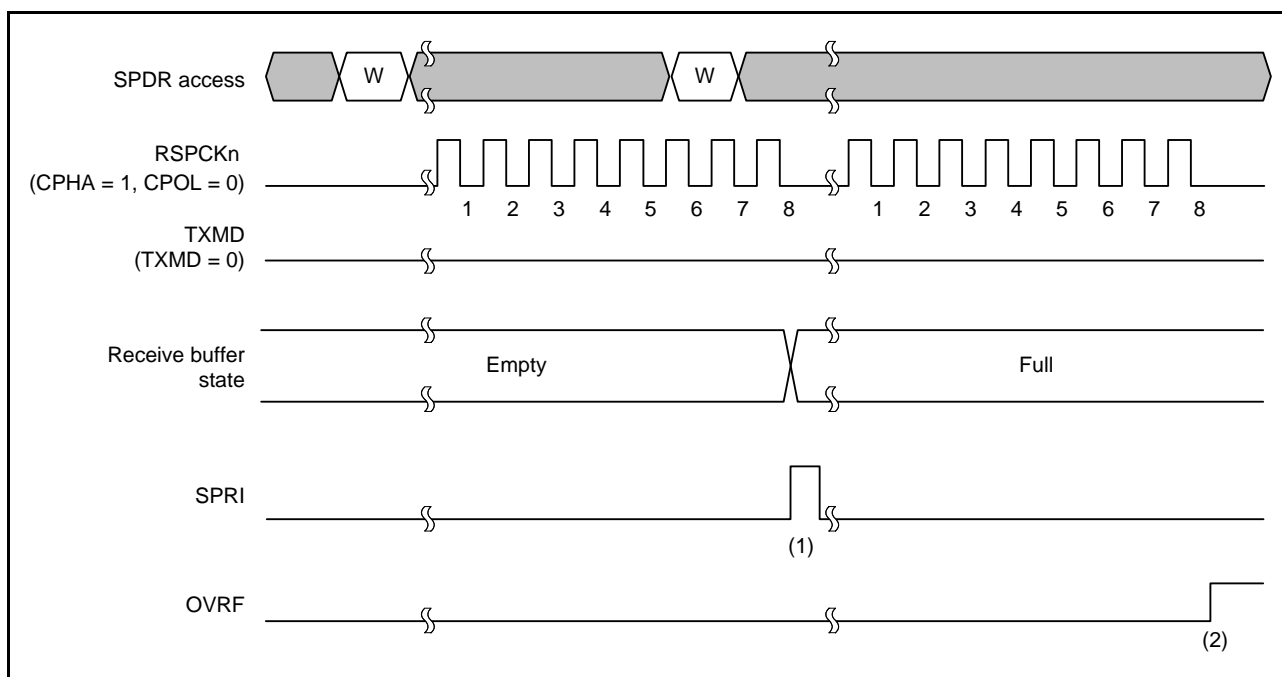 SPDR access
W
W
RSPCKn
(CPHA = 1, CPOL = 0)
1 2 3 4 5 6 7 8
1 2 3 4 5 6 7 8
TXMD
(TXMD = 0)
Receive buffer
state
Empty
Full
SPRI
(1)
OVRF
(2)